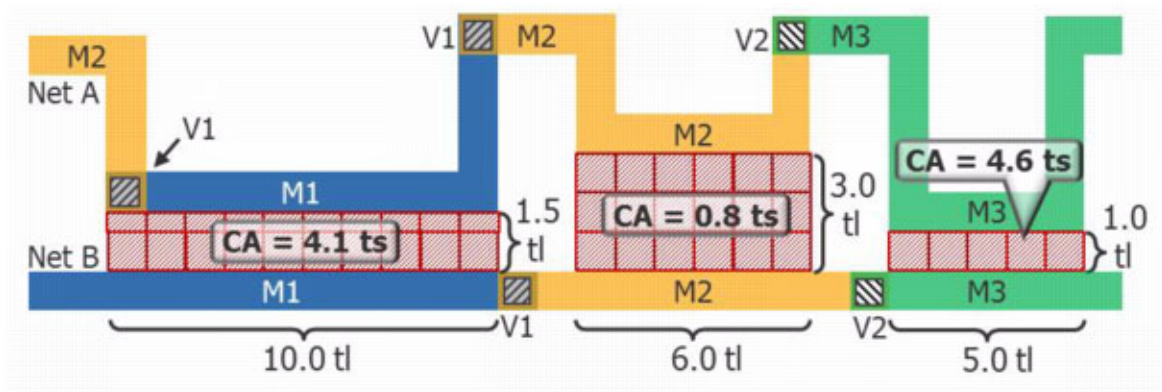 V1
M2
V2
M3
M2
Net A
V1
M2
CA = 4.6 ts
M1
1.5
tl
CA = 4.1 ts
CA = 0.8 ts
3.0
tl
M3
1.0
tl
Net B
M1
V1
M2
V2
M3
10.0 tl
6.0 tl
5.0 tl